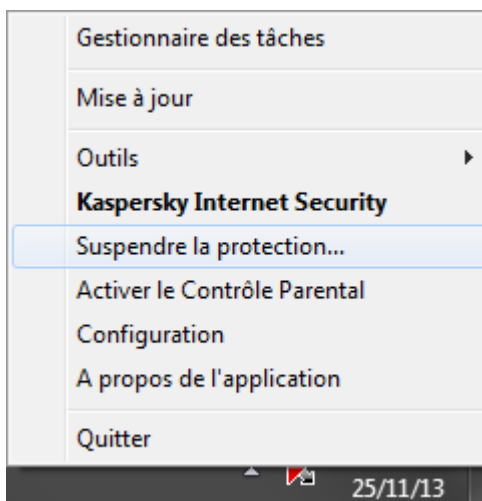 Gestionnaire des tâches
Mise à jour
Outils
Kaspersky Internet Security
Suspendre la protection...
Activer le Contrôle Parental
Configuration
A propos de l'application
Quitter
25/11/13